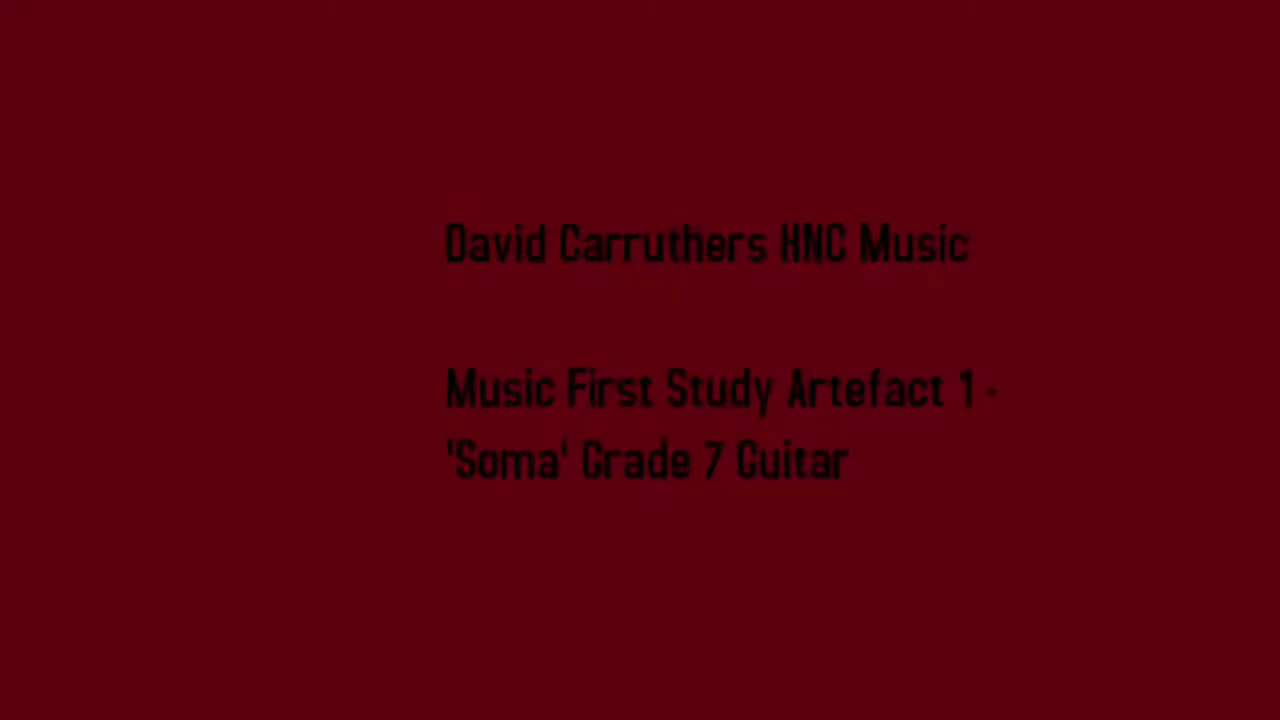 David Carruthers HNC Music
Music First Study Artefact 1 -
'Soma' Grade 7 Guitar